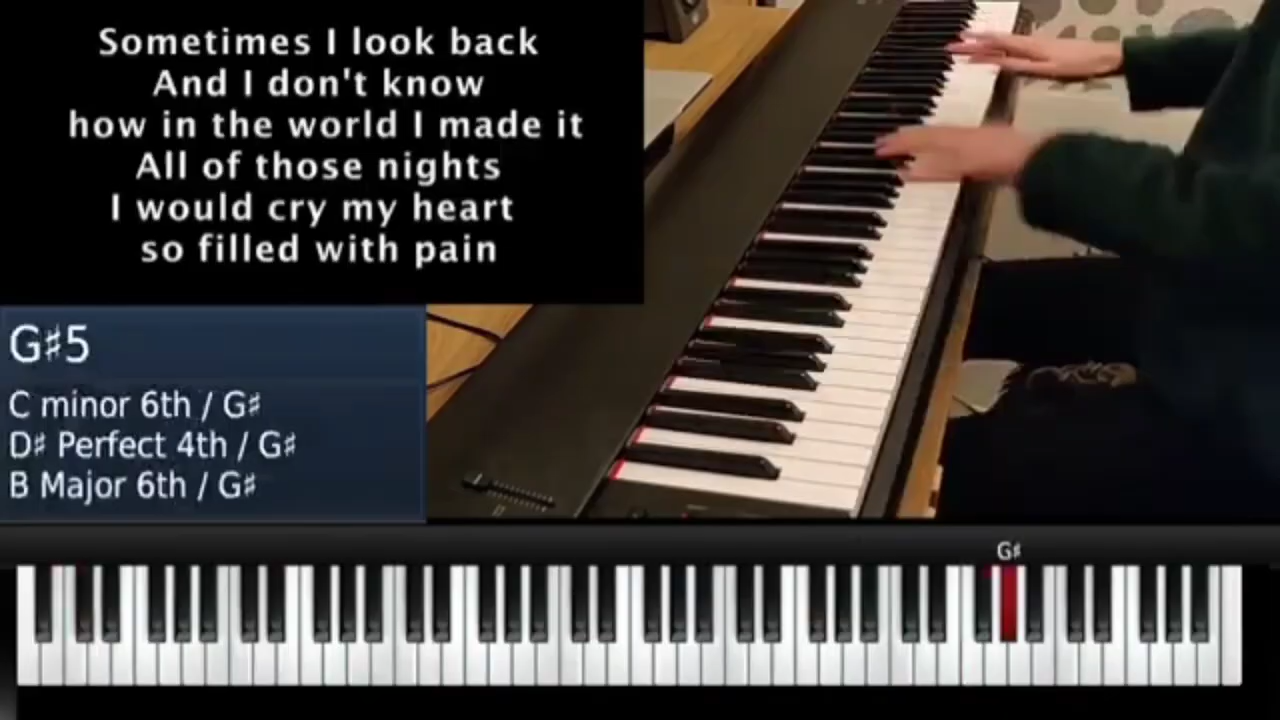 Sometimes I look back
And I don't know
how in the world I made it
All of those nights
I would cry my heart
so filled with pain
G♯5
C minor 6th / G♯
D♯ Perfect 4th / G♯
B Major 6th / G♯
G♯